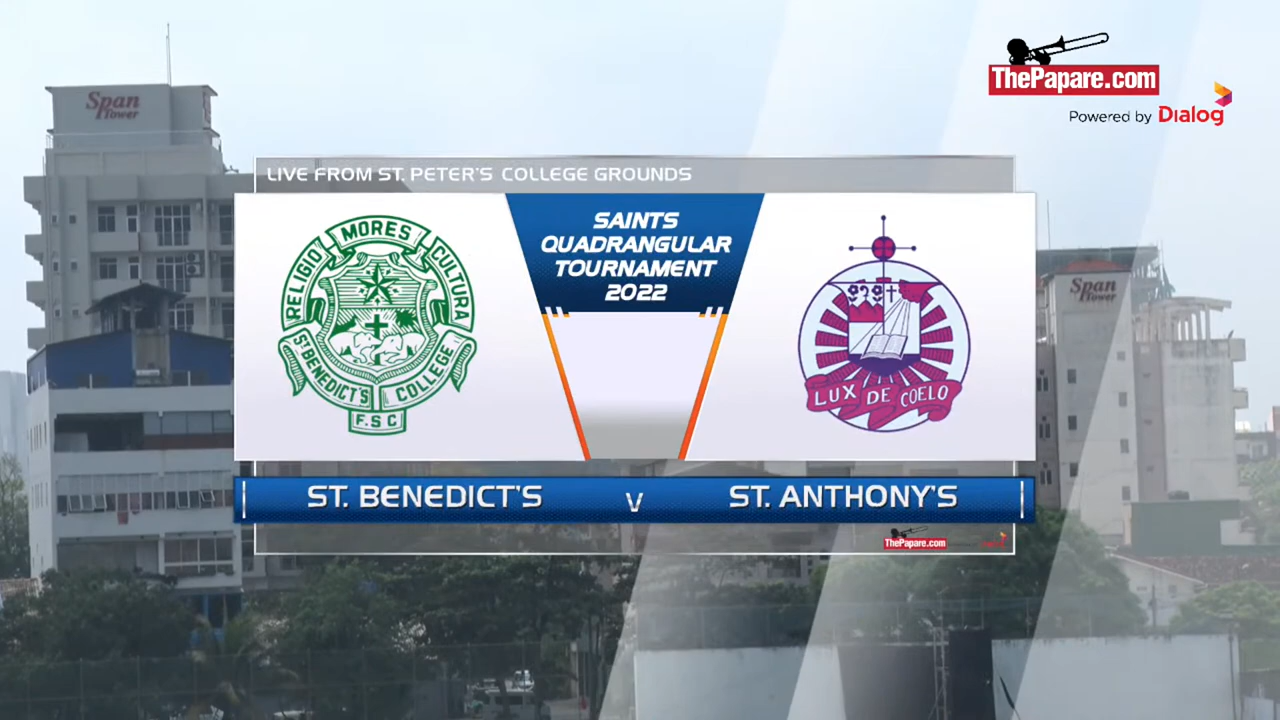 ThePapare.com
Powered by Dialog
Span
Tower
LIVE FROM ST. PETER'S COLLEGE GROUNDS
RELIGIO MORES CULTURA
ST BENEDICT'S COLLEGE
F.S.C
SAINTS
QUADRANGULAR
TOURNAMENT
2022
LUX DE COELO
Span
Tower
ST. BENEDICT'S V ST. ANTHONY'S
ThePapare.com